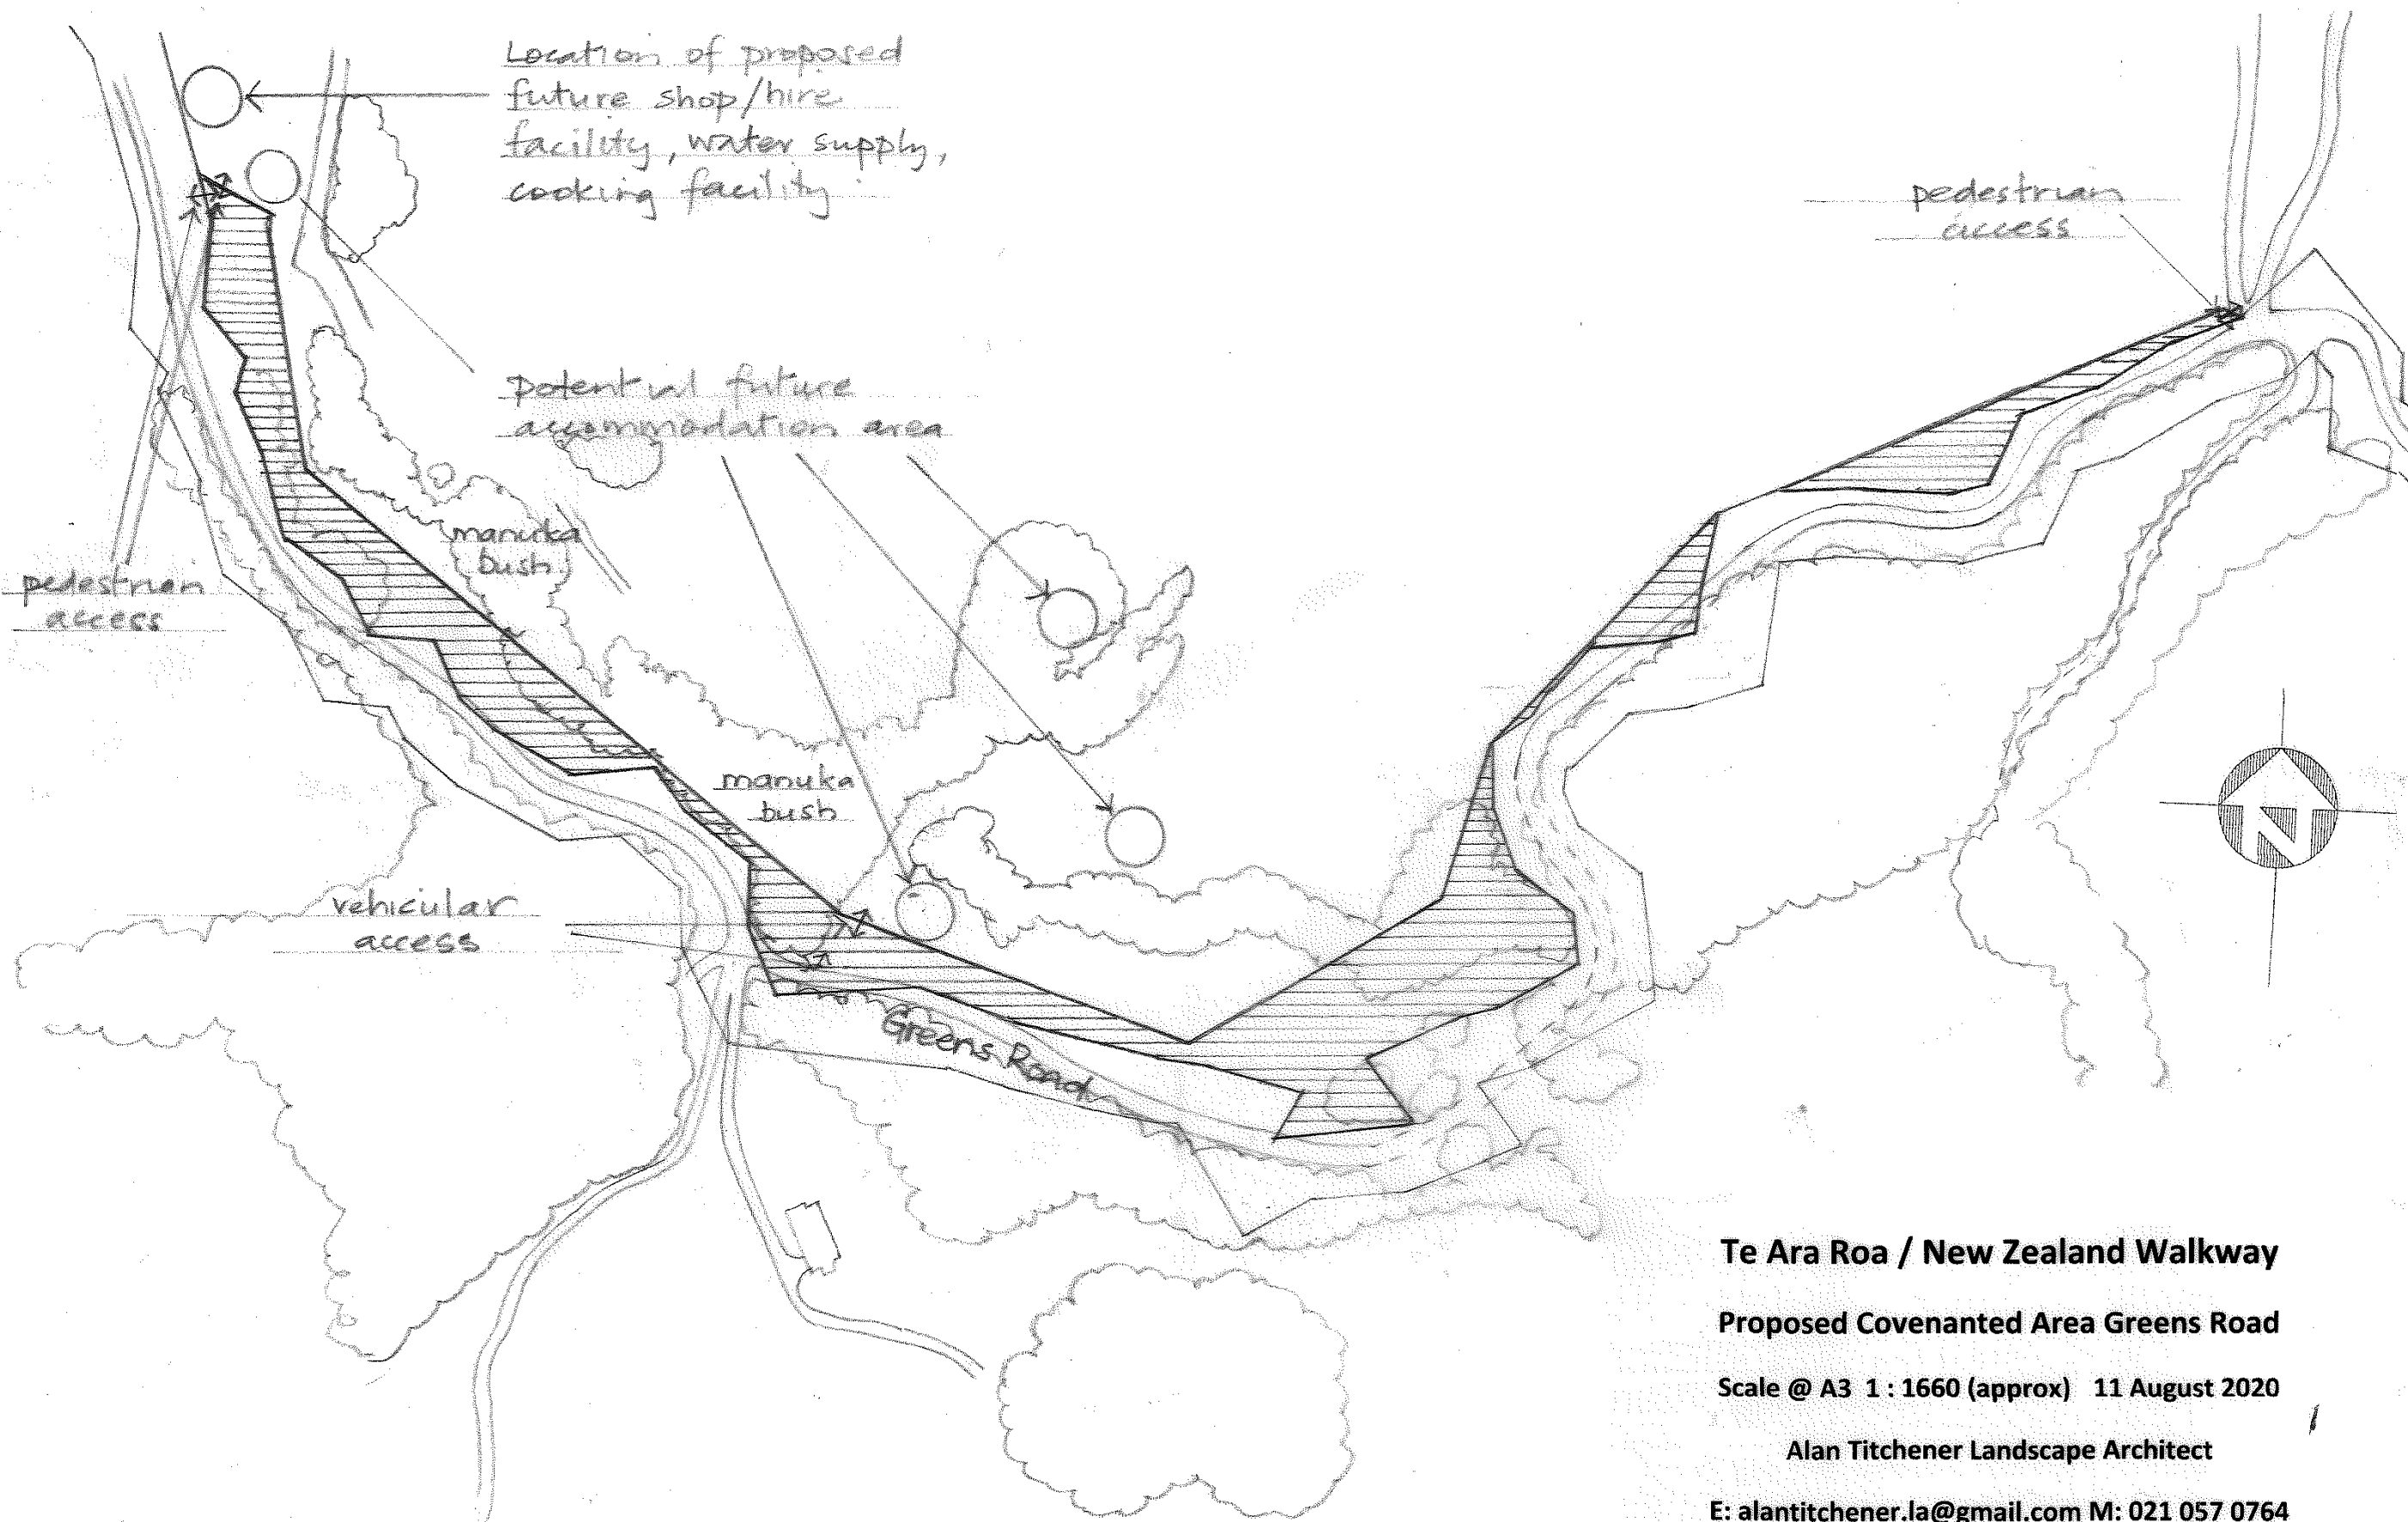 Location of proposed
future shop/hire
facility, water supply,
cooking facility
pedestrian
access
potential future
accommodation area
manuka
bush
pedestrian
access
manuka
bush
vehicular
access
Greens Road
N
Te Ara Roa / New Zealand Walkway
Proposed Covenanted Area Greens Road
Scale @ A3 1 : 1660 (approx) 11 August 2020
Alan Titchener Landscape Architect
E: alantitchener.la@gmail.com M: 021 057 0764